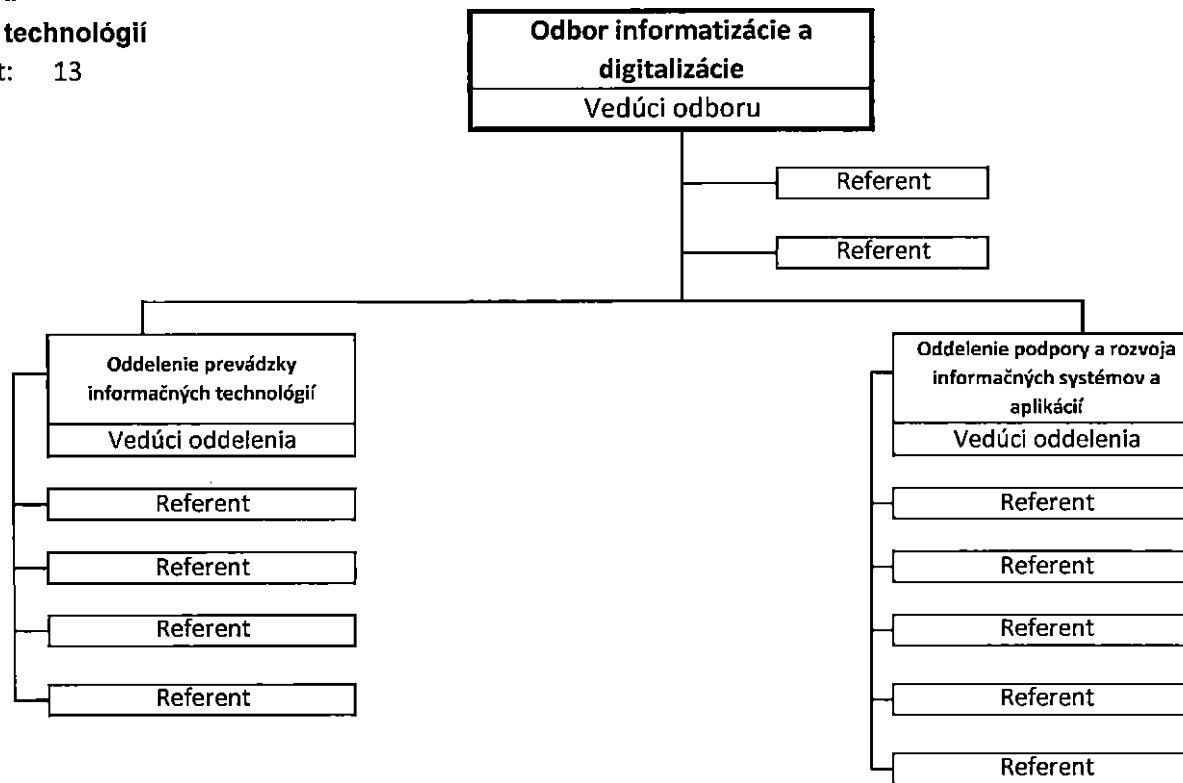 technológií
t: 13
Odbor informatizácie a
digitalizácie
Vedúci odboru
Referent
Referent
Oddelenie prevádzky
informačných technológií
Vedúci oddelenia
Referent
Referent
Referent
Referent
Oddelenie podpory a rozvoja
informačných systémov a
aplikácií
Vedúci oddelenia
Referent
Referent
Referent
Referent
Referent